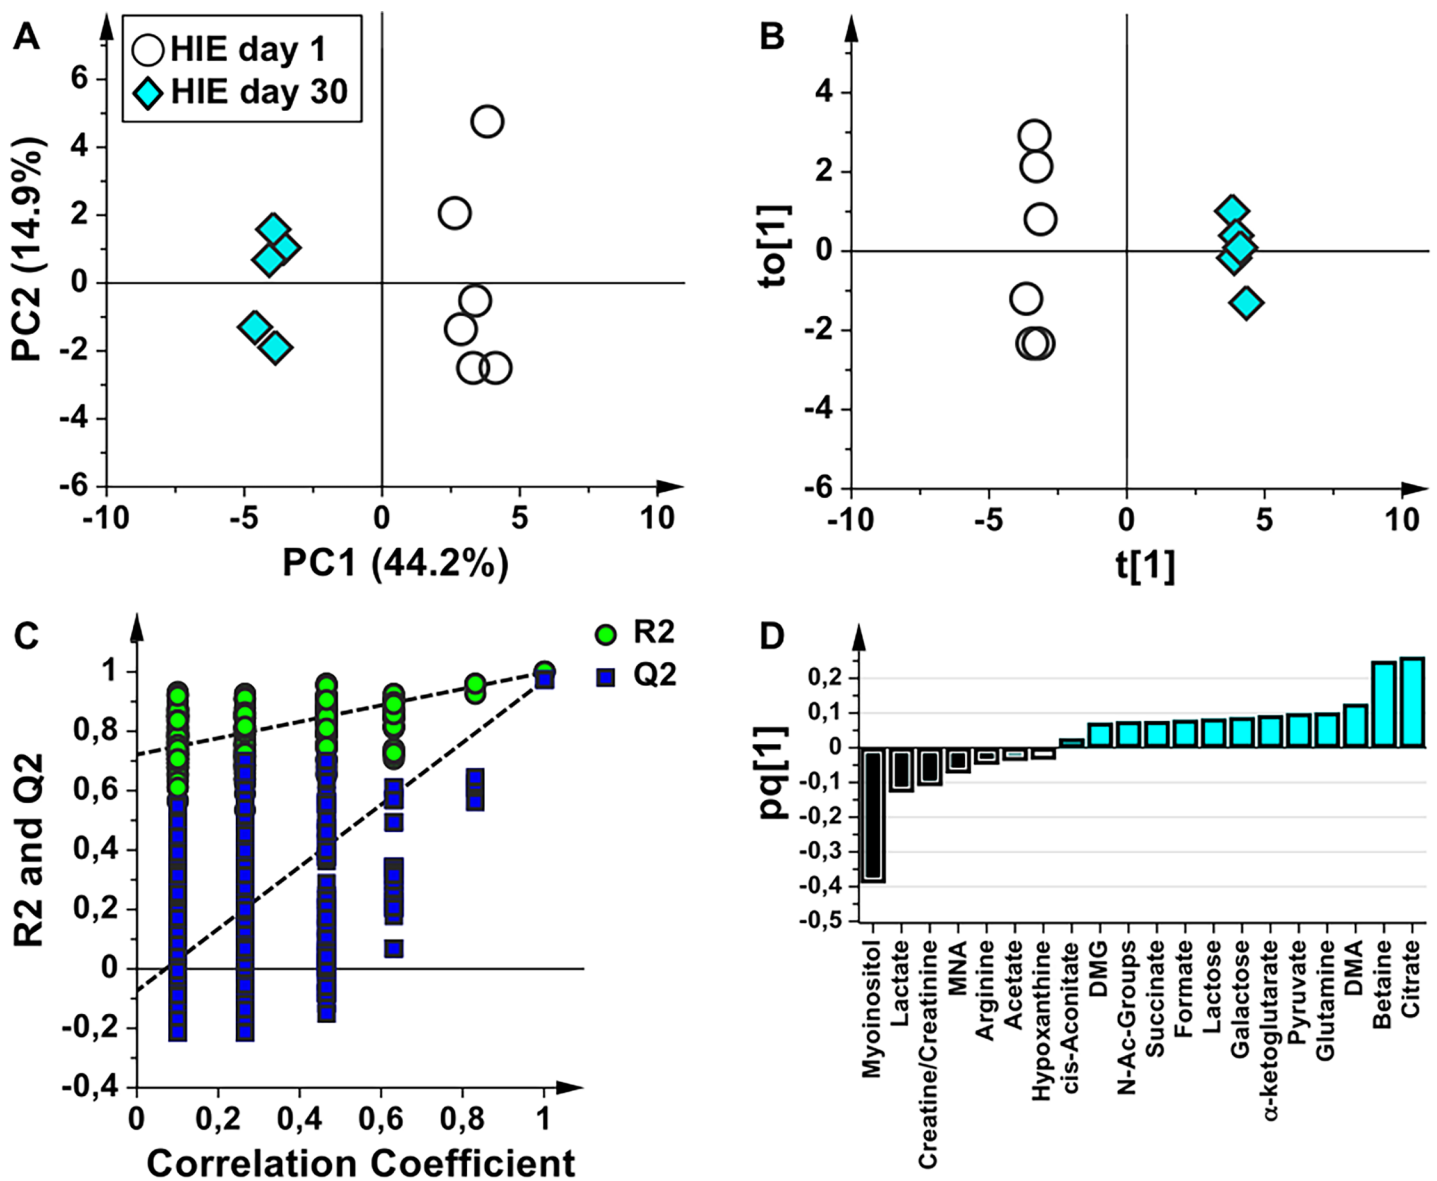 A
HIE day 1
HIE day 30
6
4
2
0
-2
-4
-6
-10
-5
0
5
10
PC2 (14.9%)
PC1 (44.2%)
B
4
2
0
-2
-4
-6
-10
-5
0
5
10
to[1]
t[1]
C
R2
Q2
1
0,8
0,6
0,4
0,2
0
-0,2
-0,4
0
0,2
0,4
0,6
0,8
1
R2 and Q2
Correlation Coefficient
D
0,2
0,1
0
-0,1
-0,2
-0,3
-0,4
-0,5
pq[1]
Myoinositol
Lactate
Creatine/Creatinine
MNA
Arginine
Acetate
Hypoxanthine
cis-Aconitate
DMG
N-Ac-Groups
Succinate
Formate
Lactose
Galactose
α-ketoglutarate
Pyruvate
Glutamine
DMA
Betaine
Citrate